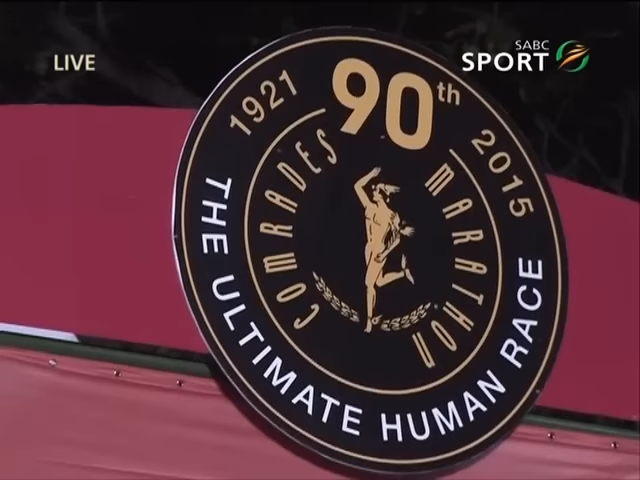 LIVE
SABC
SPORT
90th
1921
2015
COMRADES MARATHON
THE ULTIMATE HUMAN RACE